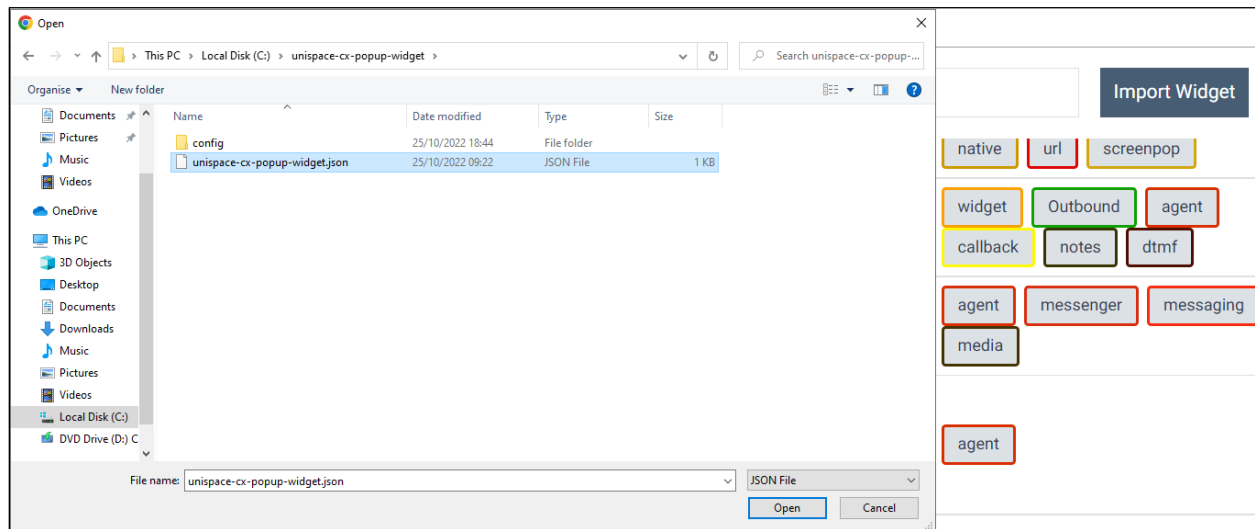 Open
This PC > Local Disk (C:) > unispace-cx-popup-widget >
Search unispace-cx-popup-...
Organise
New folder
Name
Date modified
Type
Size
Documents
Pictures
Music
Videos
OneDrive
This PC
3D Objects
Desktop
Documents
Downloads
Music
Pictures
Videos
Local Disk (C:)
DVD Drive (D:) C
config 25/10/2022 18:44 File folder
unispace-cx-popup-widget.json 25/10/2022 09:22 JSON File 1 KB
File name: unispace-cx-popup-widget.json
JSON File
Open Cancel
Import Widget
native url screenpop
widget Outbound agent
callback notes dtmf
agent messenger messaging
media
agent